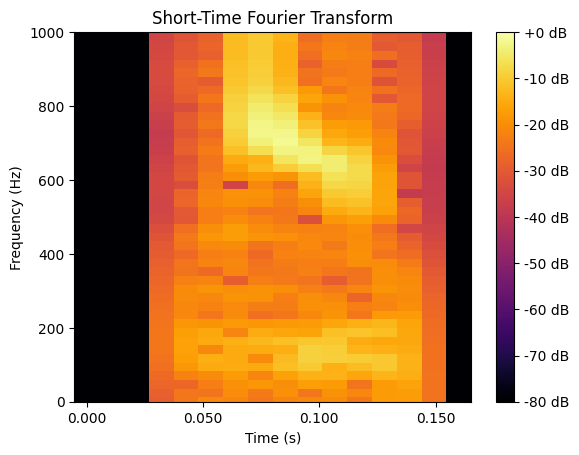 Short-Time Fourier Transform
1000
800
600
400
200
0
Frequency (Hz)
0.000
0.050
0.100
0.150
Time (s)
+0 dB
-10 dB
-20 dB
-30 dB
-40 dB
-50 dB
-60 dB
-70 dB
-80 dB